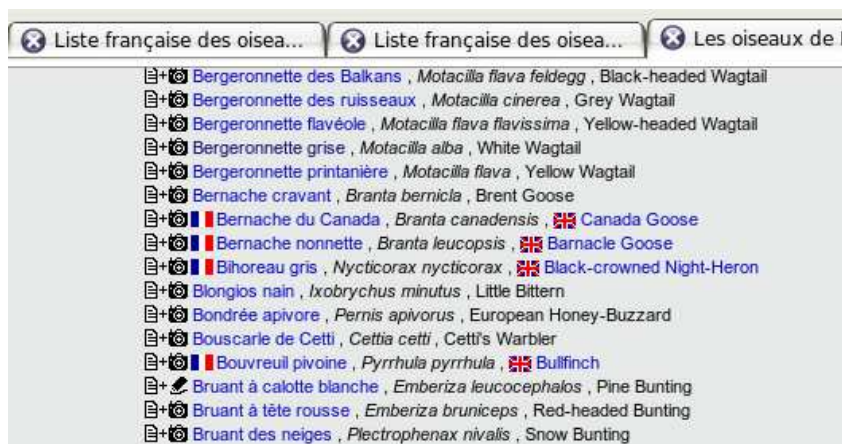 Liste française des oisea... Liste française des oisea... Les oiseaux de
Bergeronnette des Balkans , Motacilla flava feldegg , Black-headed Wagtail
Bergeronnette des ruisseaux , Motacilla cinerea , Grey Wagtail
Bergeronnette flavéole , Motacilla flava flavissima , Yellow-headed Wagtail
Bergeronnette grise , Motacilla alba , White Wagtail
Bergeronnette printanière , Motacilla flava , Yellow Wagtail
Bernache cravant , Branta bernicla , Brent Goose
Bernache du Canada , Branta canadensis , Canada Goose
Bernache nonnette , Branta leucopsis , Barnacle Goose
Bihoreau gris , Nycticorax nycticorax , Black-crowned Night-Heron
Blongios nain , Ixobrychus minutus , Little Bittern
Bondrée apivore , Pernis apivorus , European Honey-Buzzard
Bouscarle de Cetti , Cettia cetti , Cetti's Warbler
Bouvreuil pivoine , Pyrrhula pyrrhula , Bullfinch
Bruant à calotte blanche , Emberiza leucocephalos , Pine Bunting
Bruant à tête rousse , Emberiza bruniceps , Red-headed Bunting
Bruant des neiges , Plectrophenax nivalis , Snow Bunting